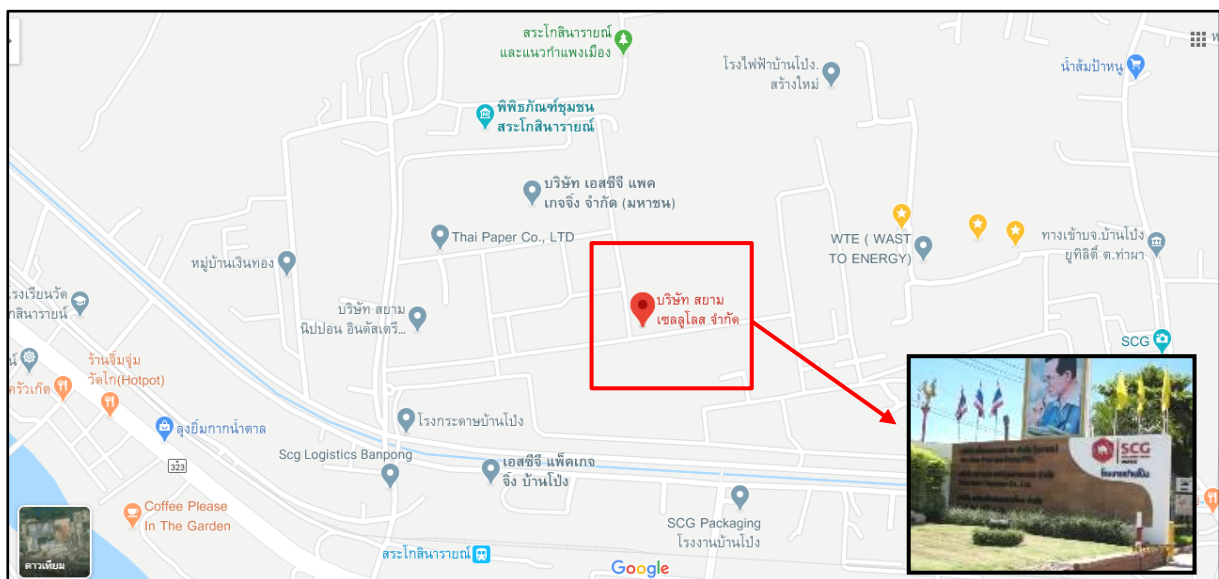 สระโกสินารายณ์
และแนวกำแพงเมือง
โรงไฟฟ้าบ้านโป่ง.
สร้างใหม่
น้ำส้มป้าหนู
พิพิธภัณฑ์ชุมชน
สระโกสินารายณ์
บริษัท เอสซีจี แพค
เกจจิ้ง จำกัด (มหาชน)
Thai Paper Co., LTD
WTE ( WAST
TO ENERGY)
ทางเข้าบจ.บ้านโป่ง
ยูทิลิตี้ ต.ท่าผา
หมู่บ้านเงินทอง
บริษัท สยาม
นิปปอน อินดัสเตรี...
บริษัท สยาม
เซลลูโลส จำกัด
โรงเรียนวัด
กสินารายณ์
SCG
ร้านจิ้มจุ่ม
วัดโก(Hotpot)
ครัวเก๊ต
ลุงยิ้มกากน้ำตาล
โรงกระดาษบ้านโป่ง
Scg Logistics Banpong
เอสซีจี แพ็คเกจ
จิ้ง บ้านโป่ง
323
Coffee Please
In The Garden
SCG Packaging
โรงงานบ้านโป่ง
สระโกสินารายณ์
ดาวเทียม
Google
SCG
PAPER
โรงงานบ้านโป่ง